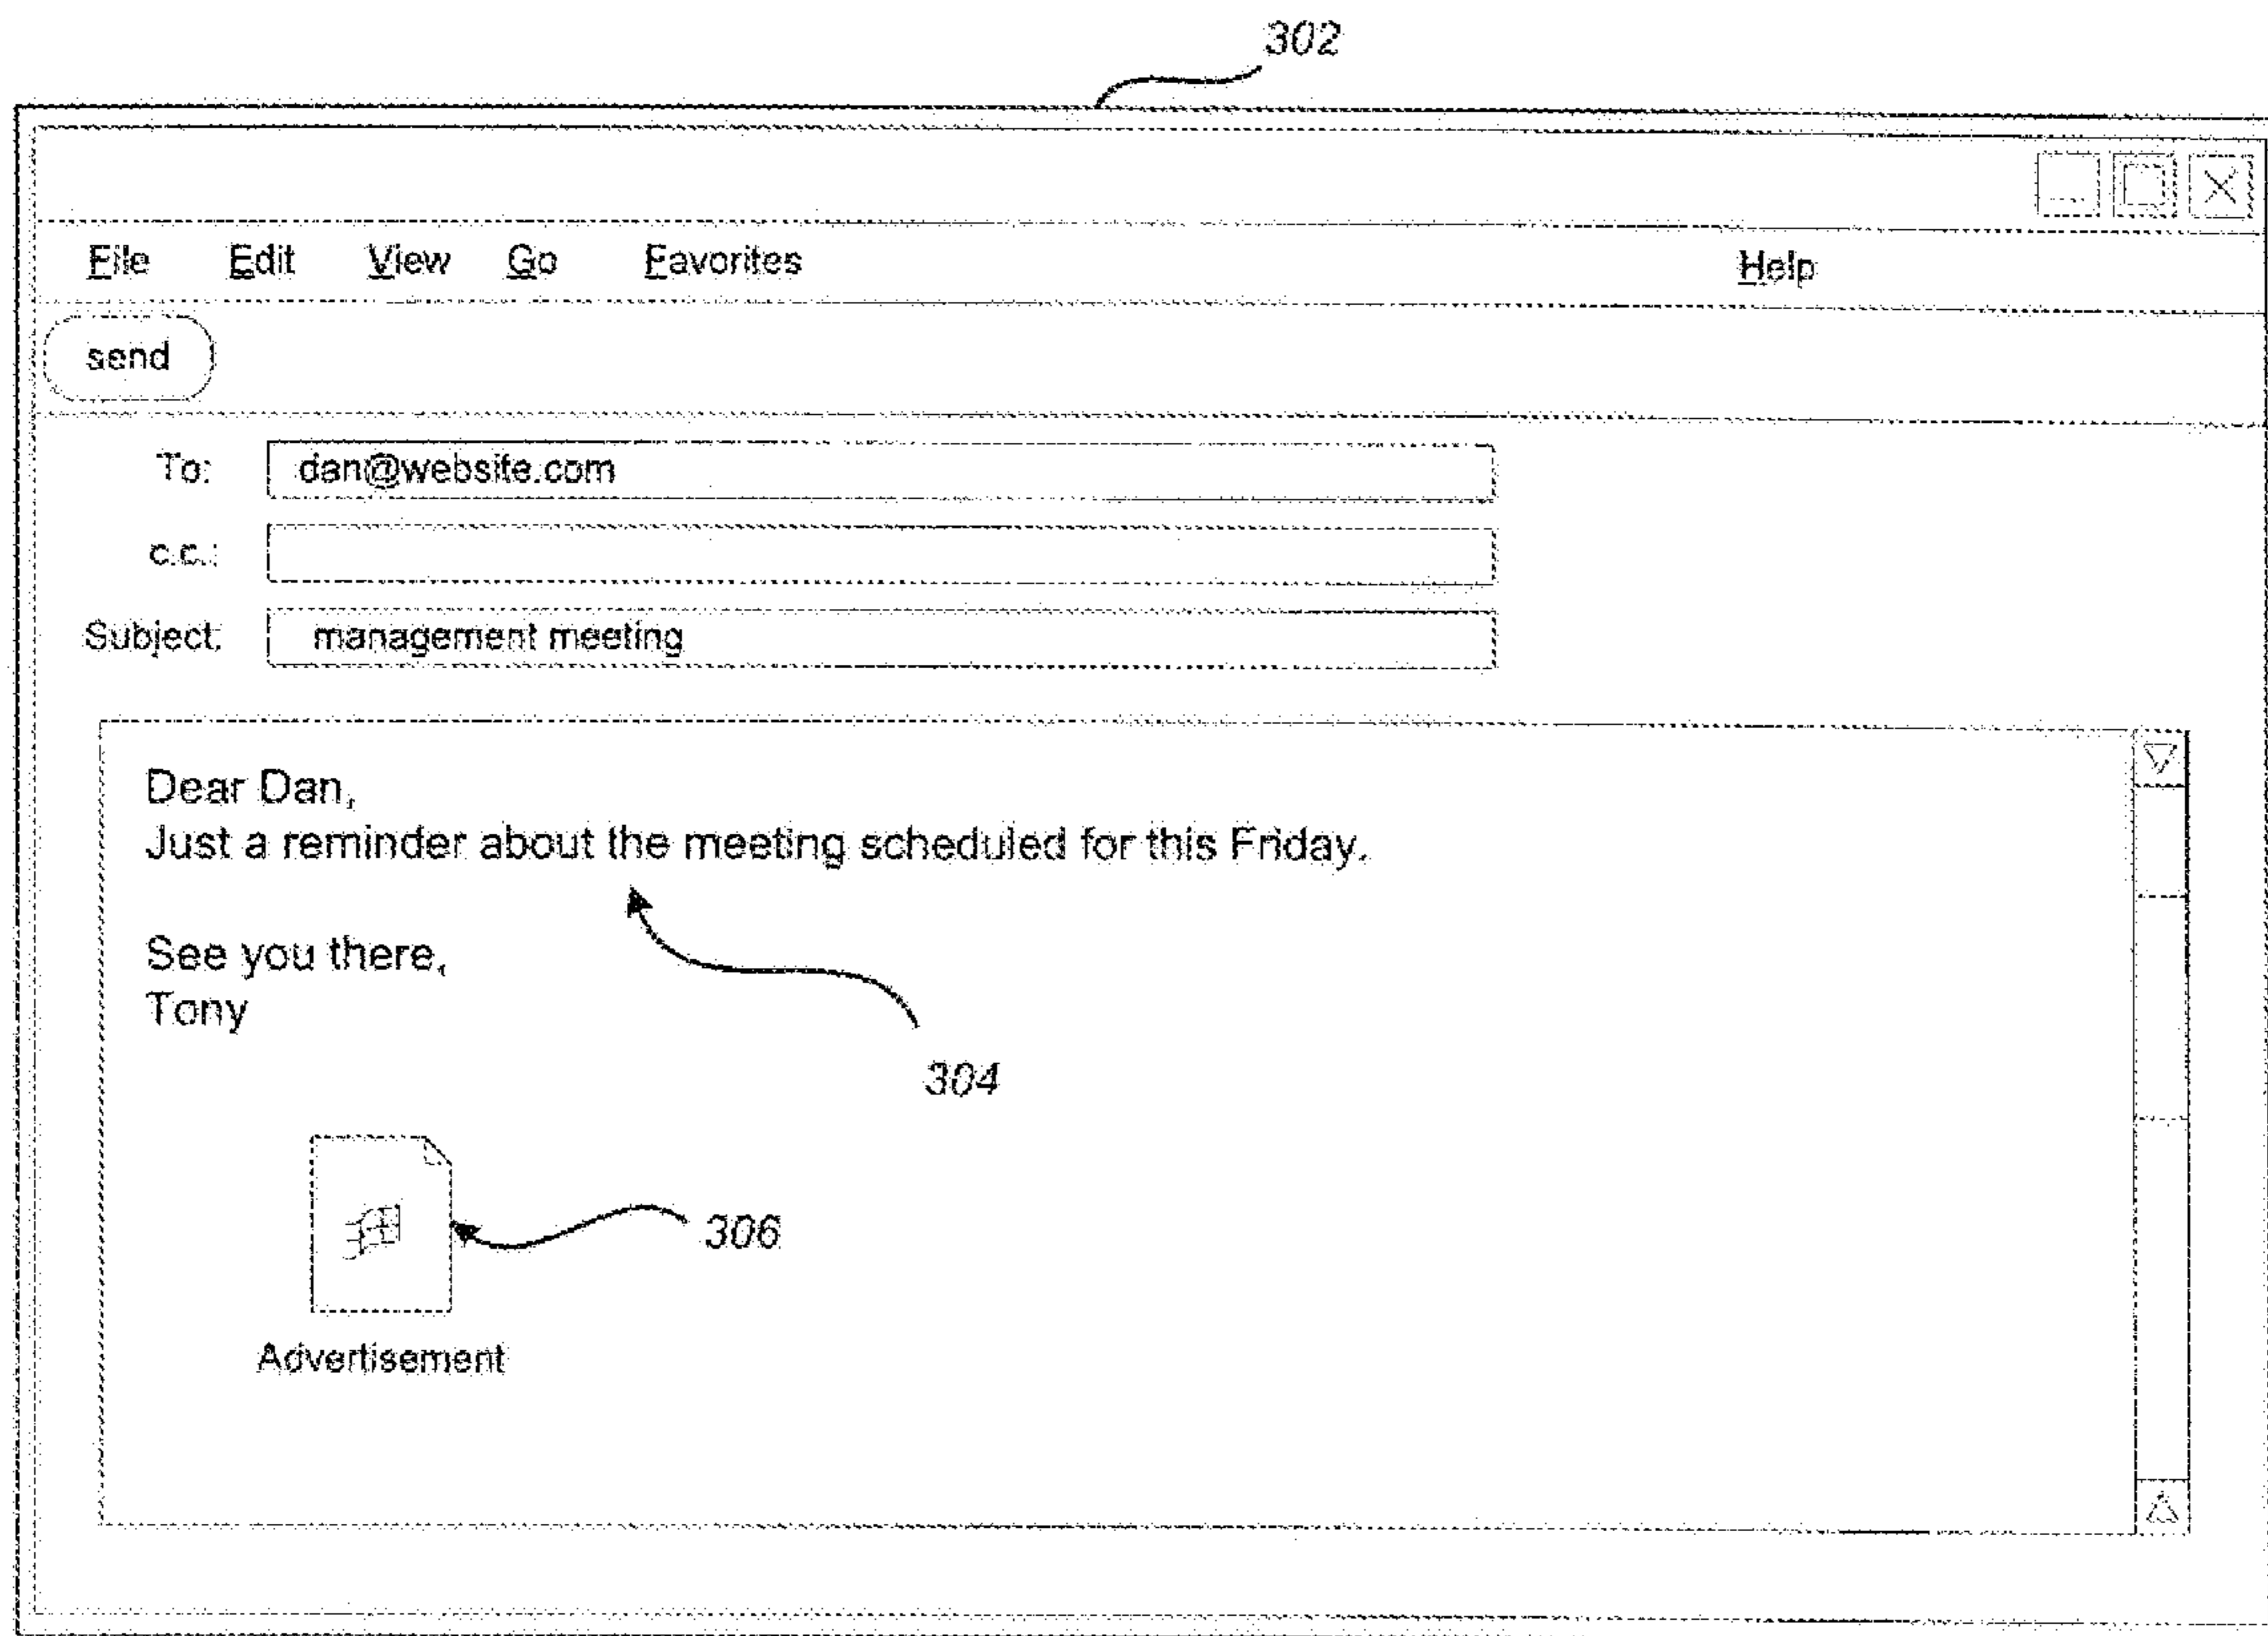 302
File Edit View Go Favorites Help
send
To: dan@website.com
c.c.:
Subject: management meeting
Dear Dan,
Just a reminder about the meeting scheduled for this Friday.
See you there,
Tony
304
306
Advertisement